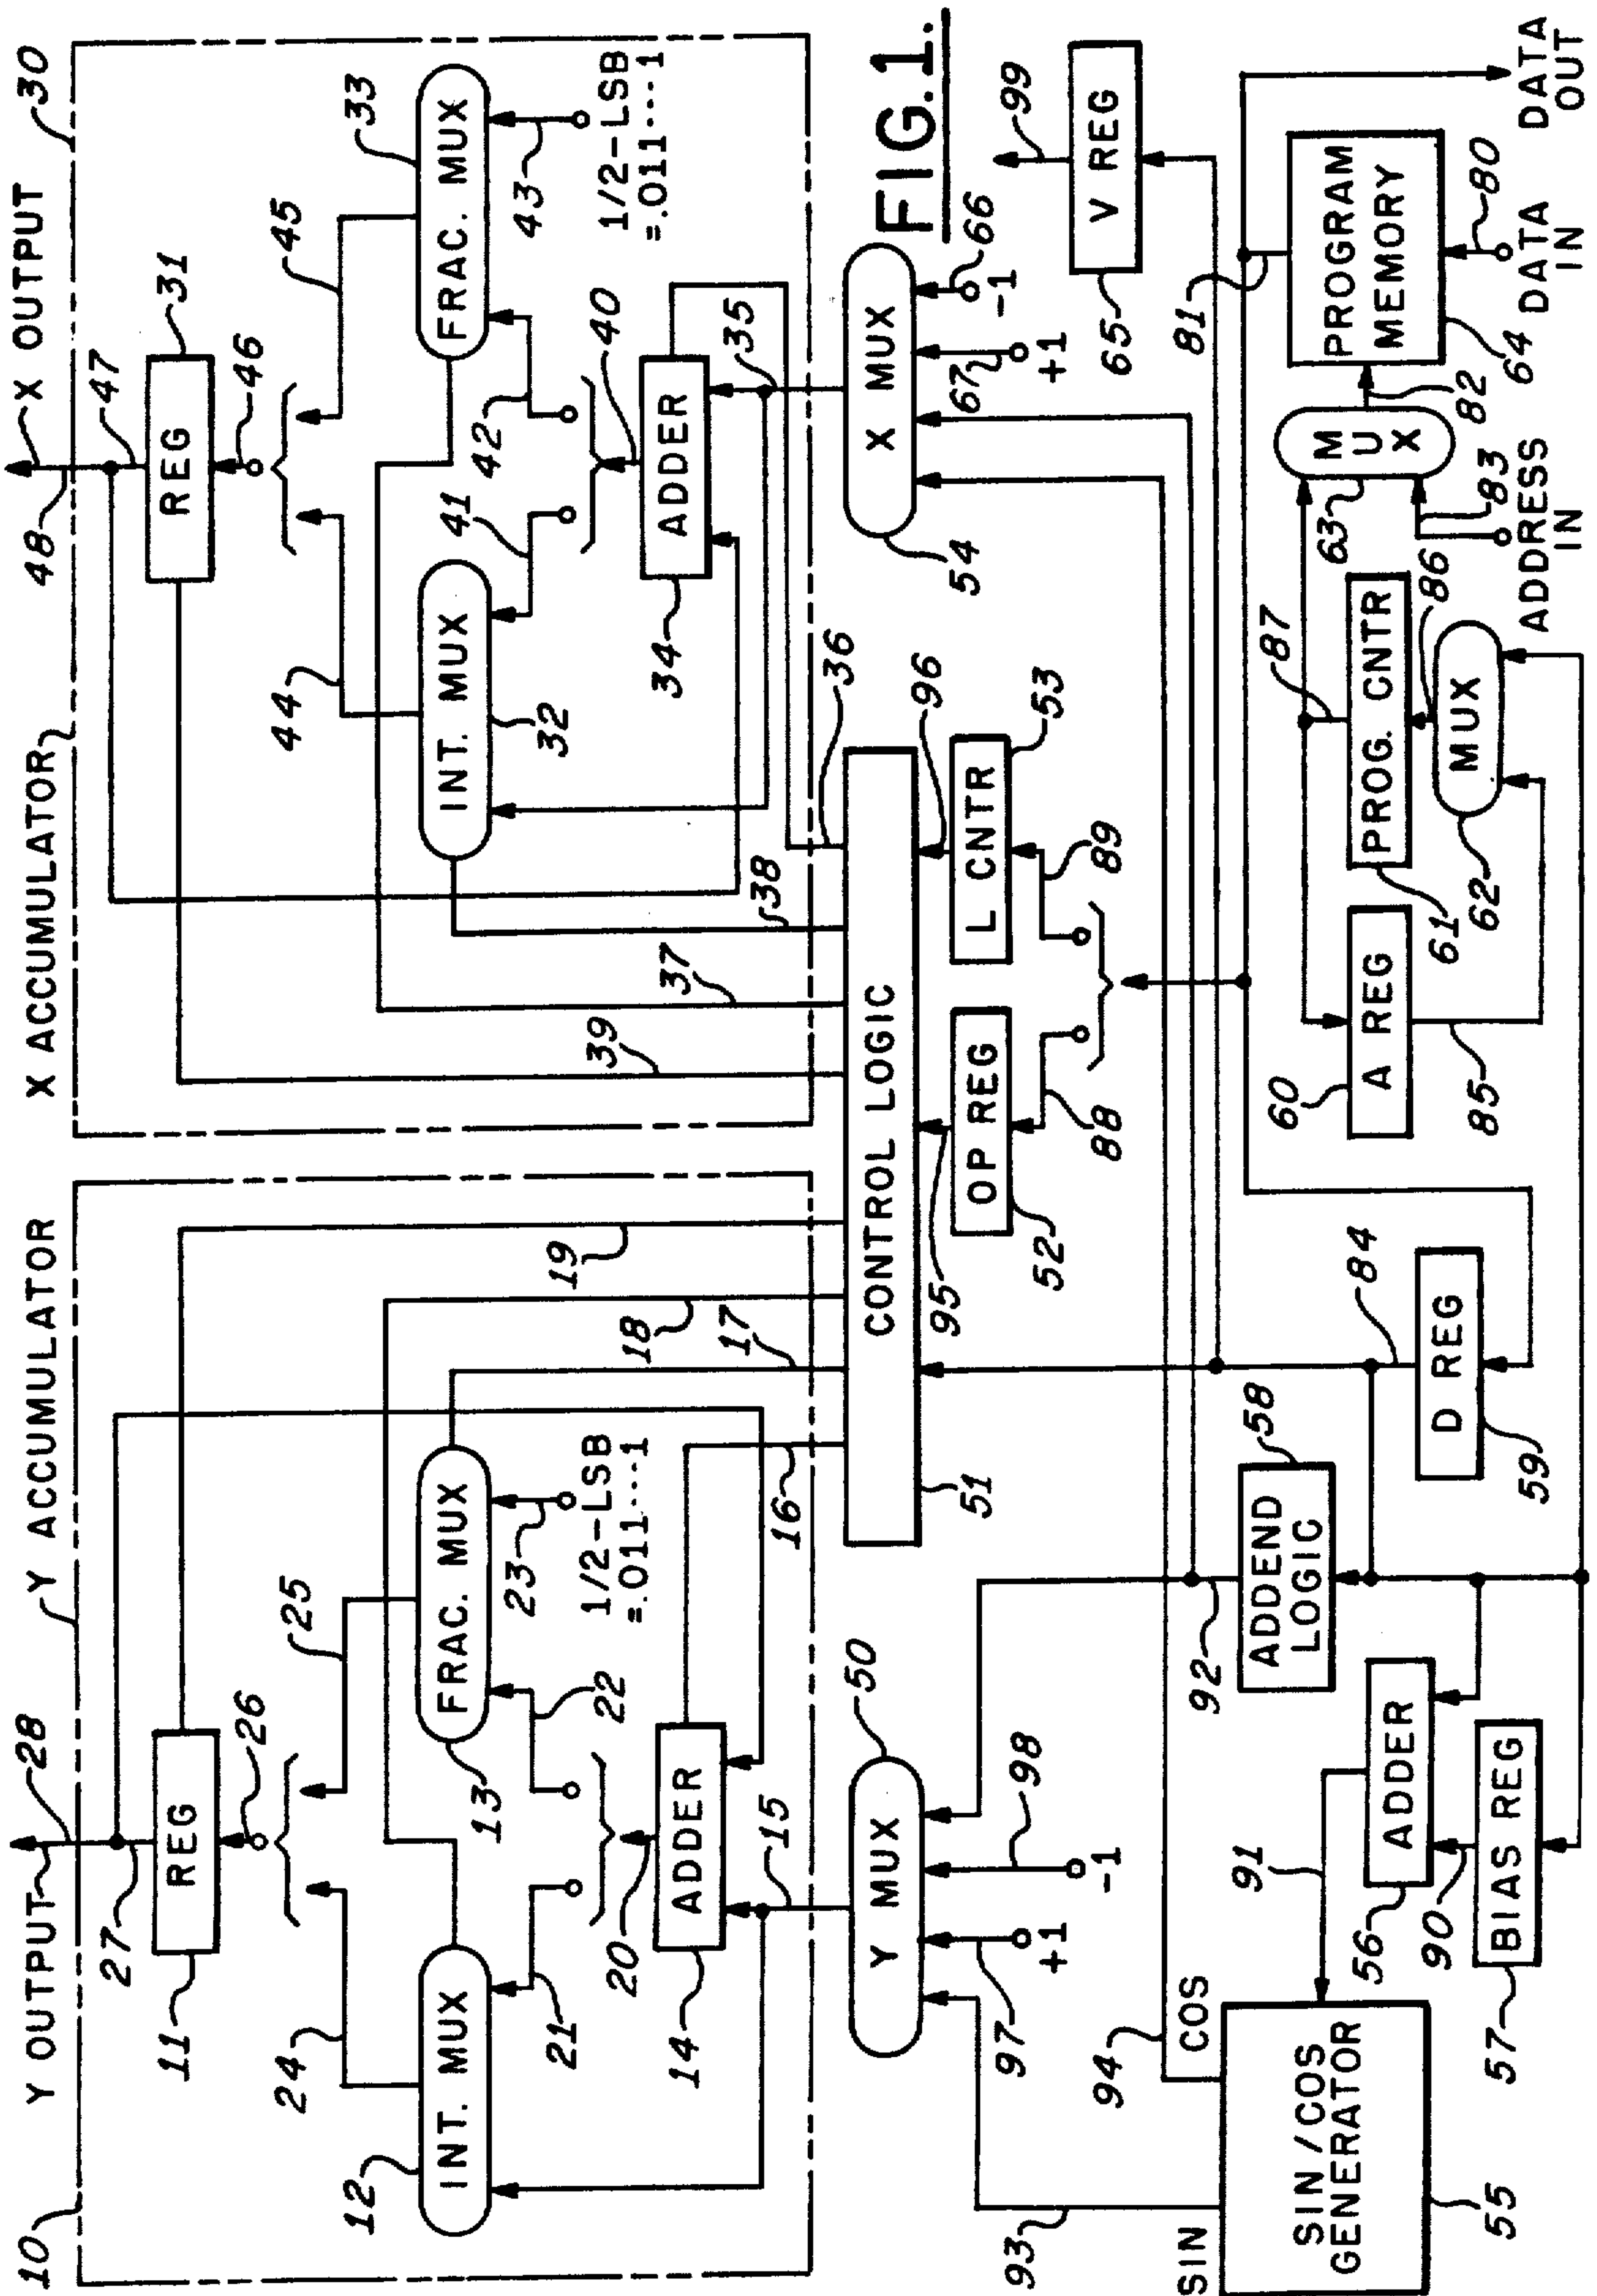 10
Y OUTPUT
28
Y ACCUMULATOR
X ACCUMULATOR
48
X OUTPUT
30
27
REG
11
26
24
25
INT. MUX
12
FRAC. MUX
13
21
22
23
1/2-LSB
=.011...1
20
ADDER
14
15
16
17
18
19
47
REG
31
46
44
45
INT. MUX
32
FRAC. MUX
33
41
42
43
1/2-LSB
=.011...1
40
ADDER
34
35
39
37
38
36
Y MUX
50
97
+1
98
-1
CONTROL LOGIC
51
X MUX
54
67
+1
66
-1
FIG. 1.
95
OP REG
52
88
96
L CNTR
53
89
99
V REG
65
93
SIN
94
COS
SIN/COS
GENERATOR
55
91
92
ADDEND
LOGIC
58
ADDER
56
90
BIAS REG
57
84
D REG
59
60
A REG
85
87
PROG. CNTR
61
86
MUX
62
63
MUX
83
ADDRESS
IN
82
81
PROGRAM
MEMORY
64
80
DATA
IN
DATA
OUT